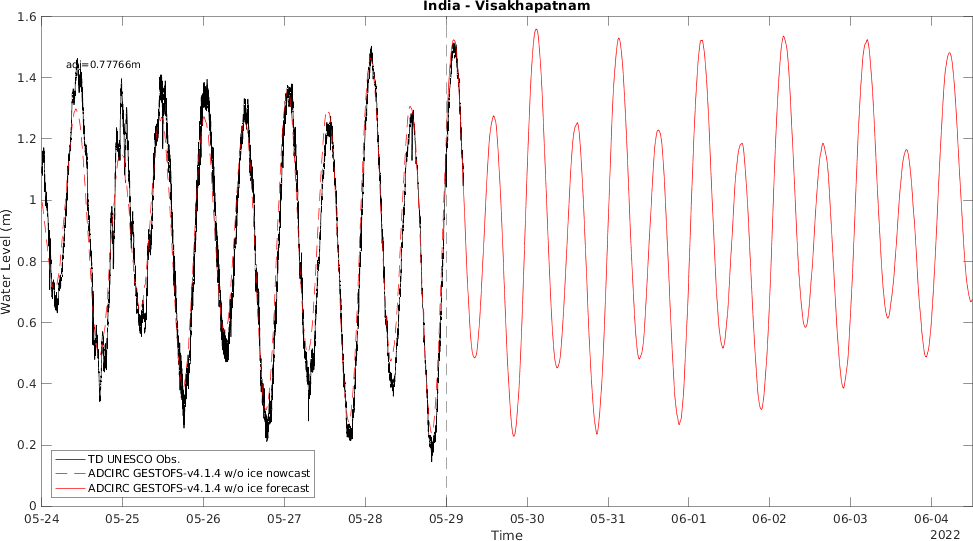 India - Visakhapatnam
1.6
1.4
1.2
1
0.8
0.6
0.4
0.2
0
Water Level (m)
=0.77766m
TD UNESCO Obs.
ADCIRC GESTOFS-v4.1.4 w/o ice nowcast
ADCIRC GESTOFS-v4.1.4 w/o ice forecast
05-24 05-25 05-26 05-27 05-28 05-29 05-30 05-31 06-01 06-02 06-03 06-04
2022
Time